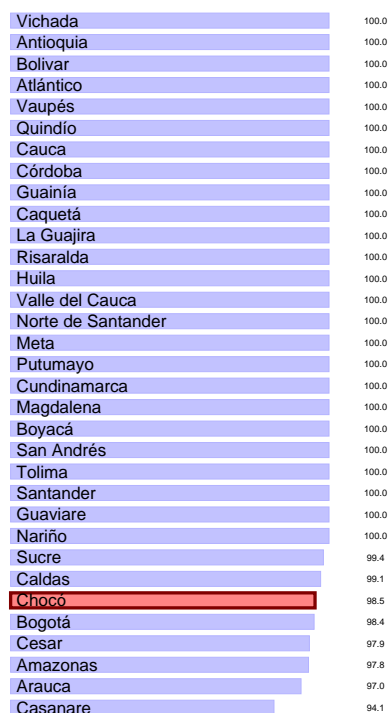 Vichada 100.0
Antioquia 100.0
Bolivar 100.0
Atlántico 100.0
Vaupés 100.0
Quindío 100.0
Cauca 100.0
Córdoba 100.0
Guainía 100.0
Caquetá 100.0
La Guajira 100.0
Risaralda 100.0
Huila 100.0
Valle del Cauca 100.0
Norte de Santander 100.0
Meta 100.0
Putumayo 100.0
Cundinamarca 100.0
Magdalena 100.0
Boyacá 100.0
San Andrés 100.0
Tolima 100.0
Santander 100.0
Guaviare 100.0
Nariño 100.0
Sucre 99.4
Caldas 99.1
Chocó 98.5
Bogotá 98.4
Cesar 97.9
Amazonas 97.8
Arauca 97.0
Casanare 94.1